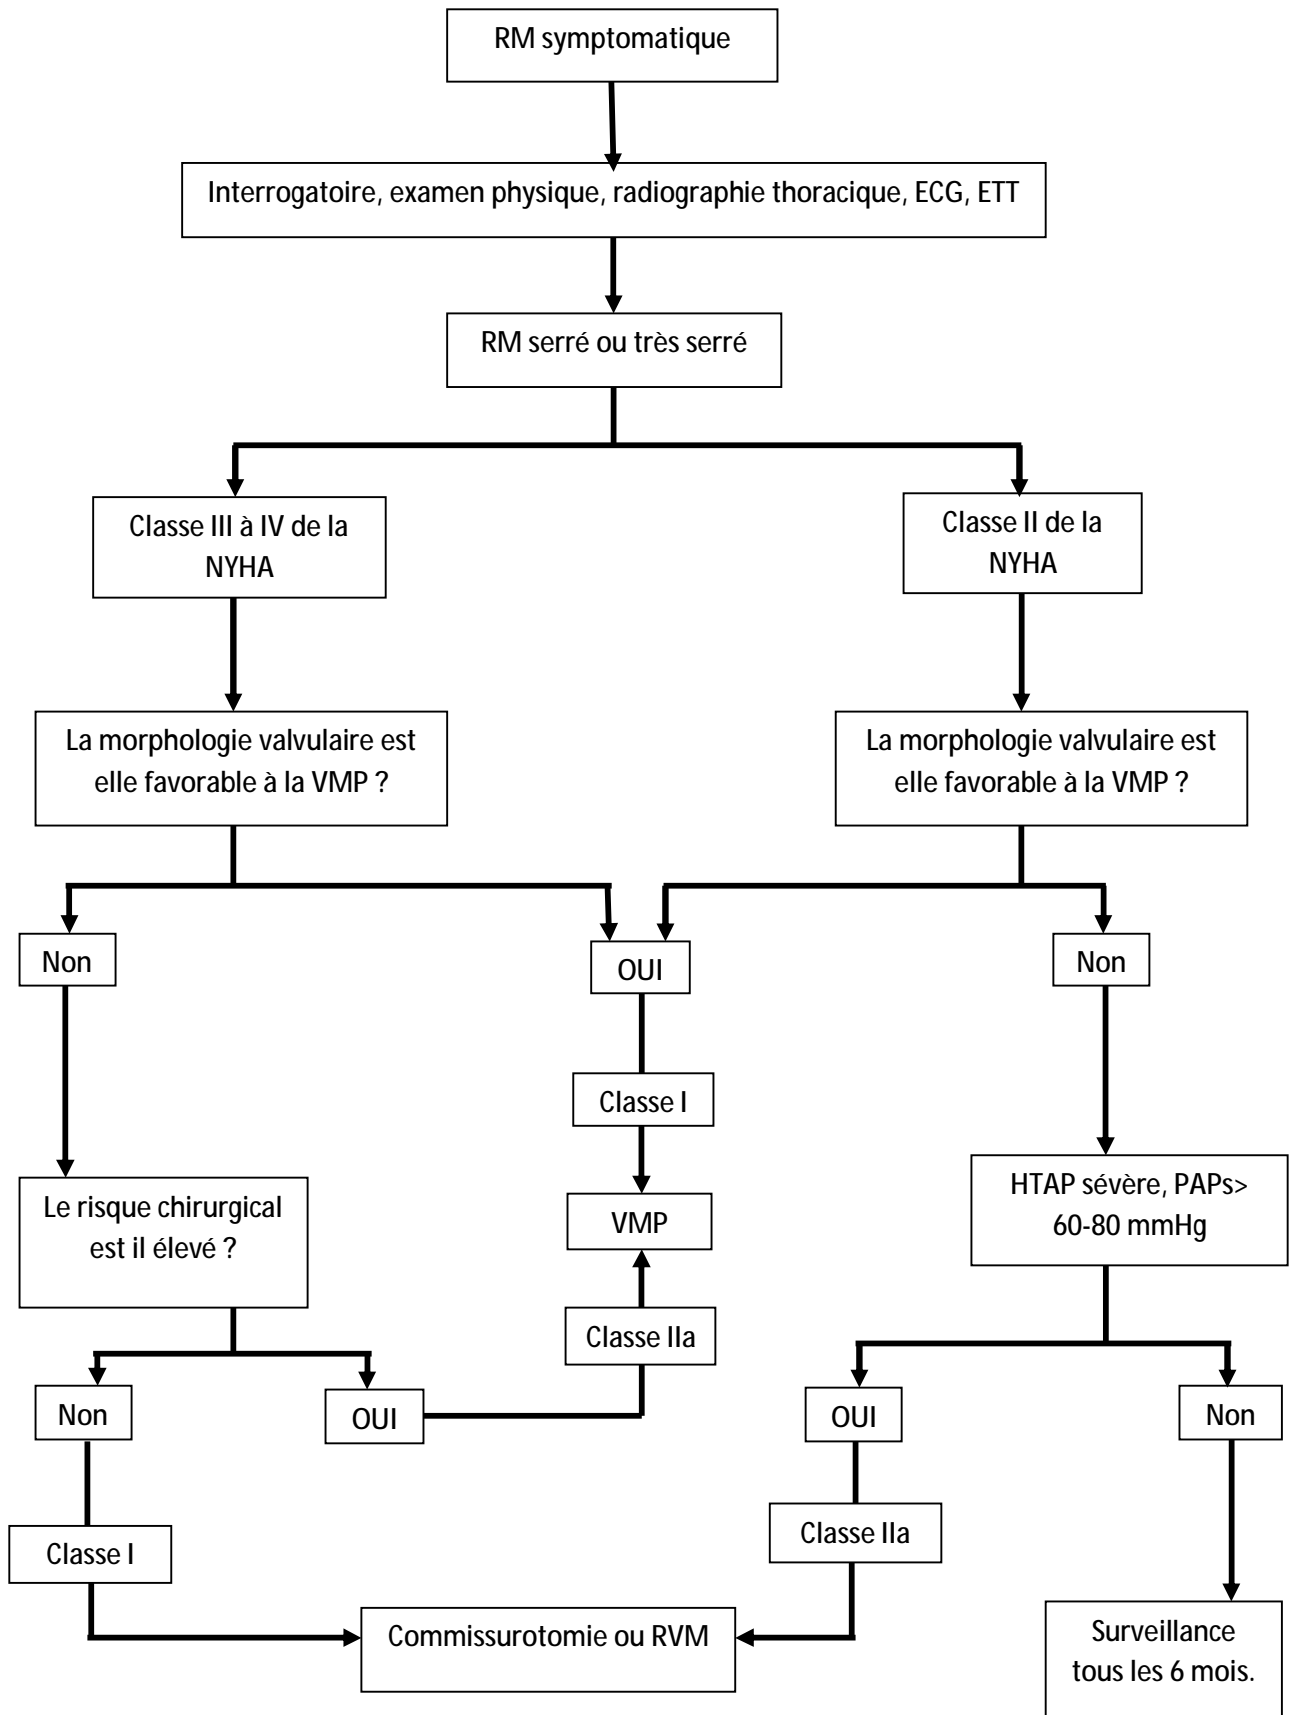 RM symptomatique
Interrogatoire, examen physique, radiographie thoracique, ECG, ETT
RM serré ou très serré
Classe III à IV de la
NYHA
Classe II de la
NYHA
La morphologie valvulaire est
elle favorable à la VMP ?
La morphologie valvulaire est
elle favorable à la VMP ?
Non
OUI
Non
Classe I
Le risque chirurgical
est il élevé ?
VMP
HTAP sévère, PAPs>
60-80 mmHg
Classe IIa
Non
OUI
OUI
Non
Classe I
Classe IIa
Commissurotomie ou RVM
Surveillance
tous les 6 mois.